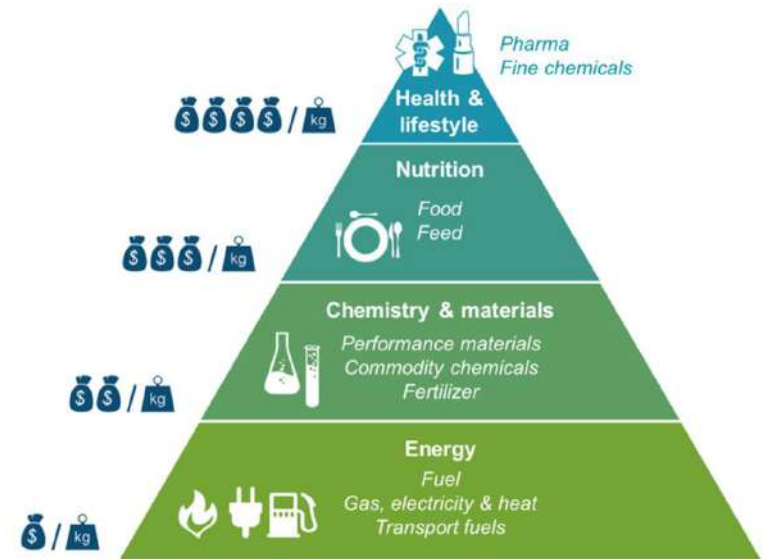 Pharma
Fine chemicals
Health &
lifestyle
$ $ $ $ / kg
Nutrition
Food
Feed
$ $ $ / kg
Chemistry & materials
Performance materials
Commodity chemicals
Fertilizer
$ $ / kg
Energy
Fuel
Gas, electricity & heat
Transport fuels
$ / kg